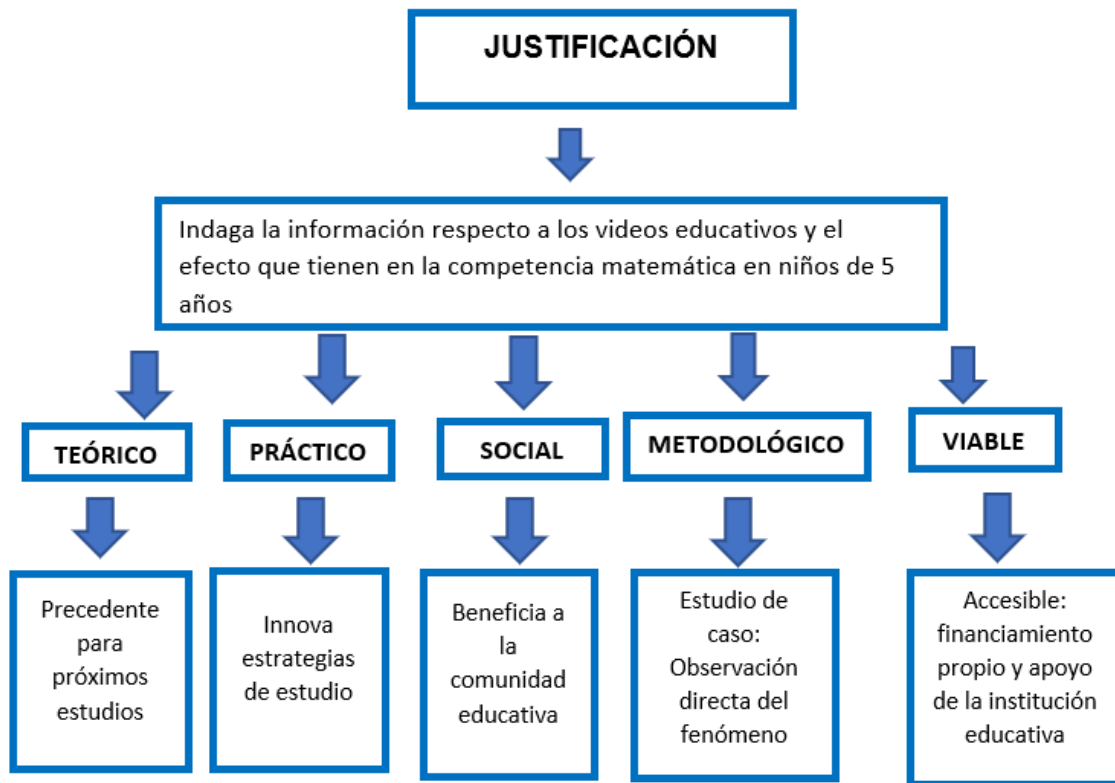 JUSTIFICACIÓN
Indaga la información respecto a los videos educativos y el
efecto que tienen en la competencia matemática en niños de 5
años
TEÓRICO
PRÁCTICO
SOCIAL
METODOLÓGICO
VIABLE
Precedente
para
próximos
estudios
Innova
estrategias
de estudio
Beneficia a
la
comunidad
educativa
Estudio de
caso:
Observación
directa del
fenómeno
Accesible:
financiamiento
propio y apoyo
de la institución
educativa